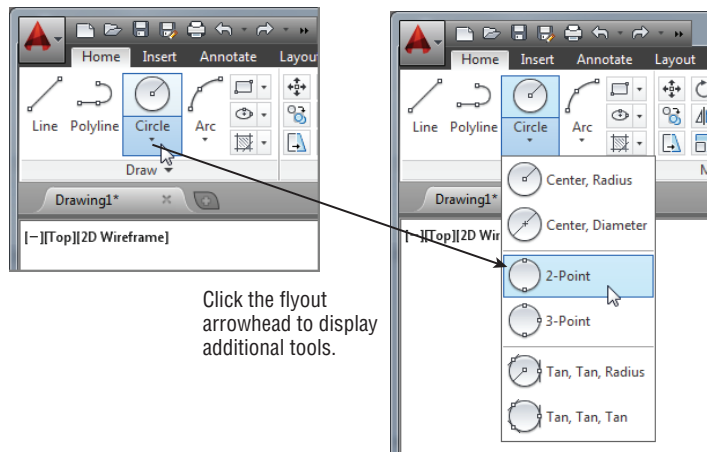 Home Insert Annotate Layou
Line Polyline Circle Arc
Draw
Drawing1*
[−][Top][2D Wireframe]
Click the flyout
arrowhead to display
additional tools.
Home Insert Annotate Layout
Line Polyline Circle Arc
Drawing1*
[−][Top][2D Wir
Center, Radius
Center, Diameter
2-Point
3-Point
Tan, Tan, Radius
Tan, Tan, Tan